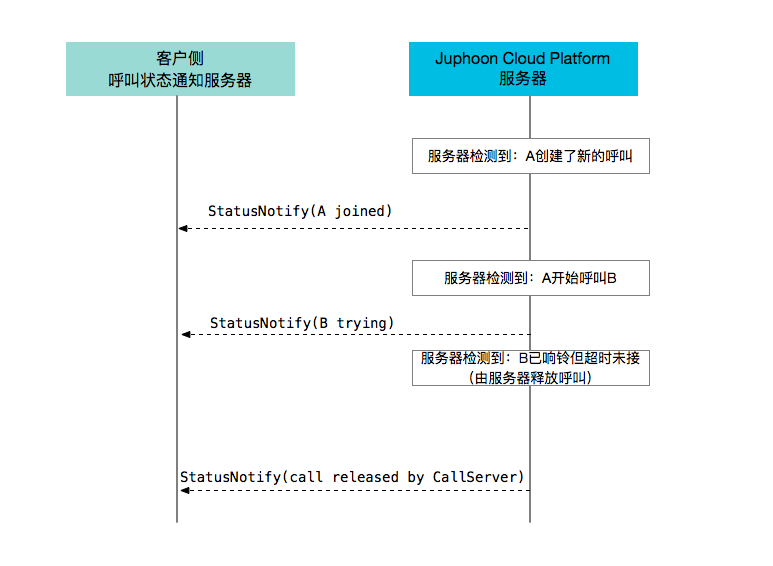 客户侧
呼叫状态通知服务器
Juphoon Cloud Platform
服务器
服务器检测到：A创建了新的呼叫
StatusNotify(A joined)
服务器检测到：A开始呼叫B
StatusNotify(B trying)
服务器检测到：B已响铃但超时未接
（由服务器释放呼叫）
StatusNotify(call released by CallServer)